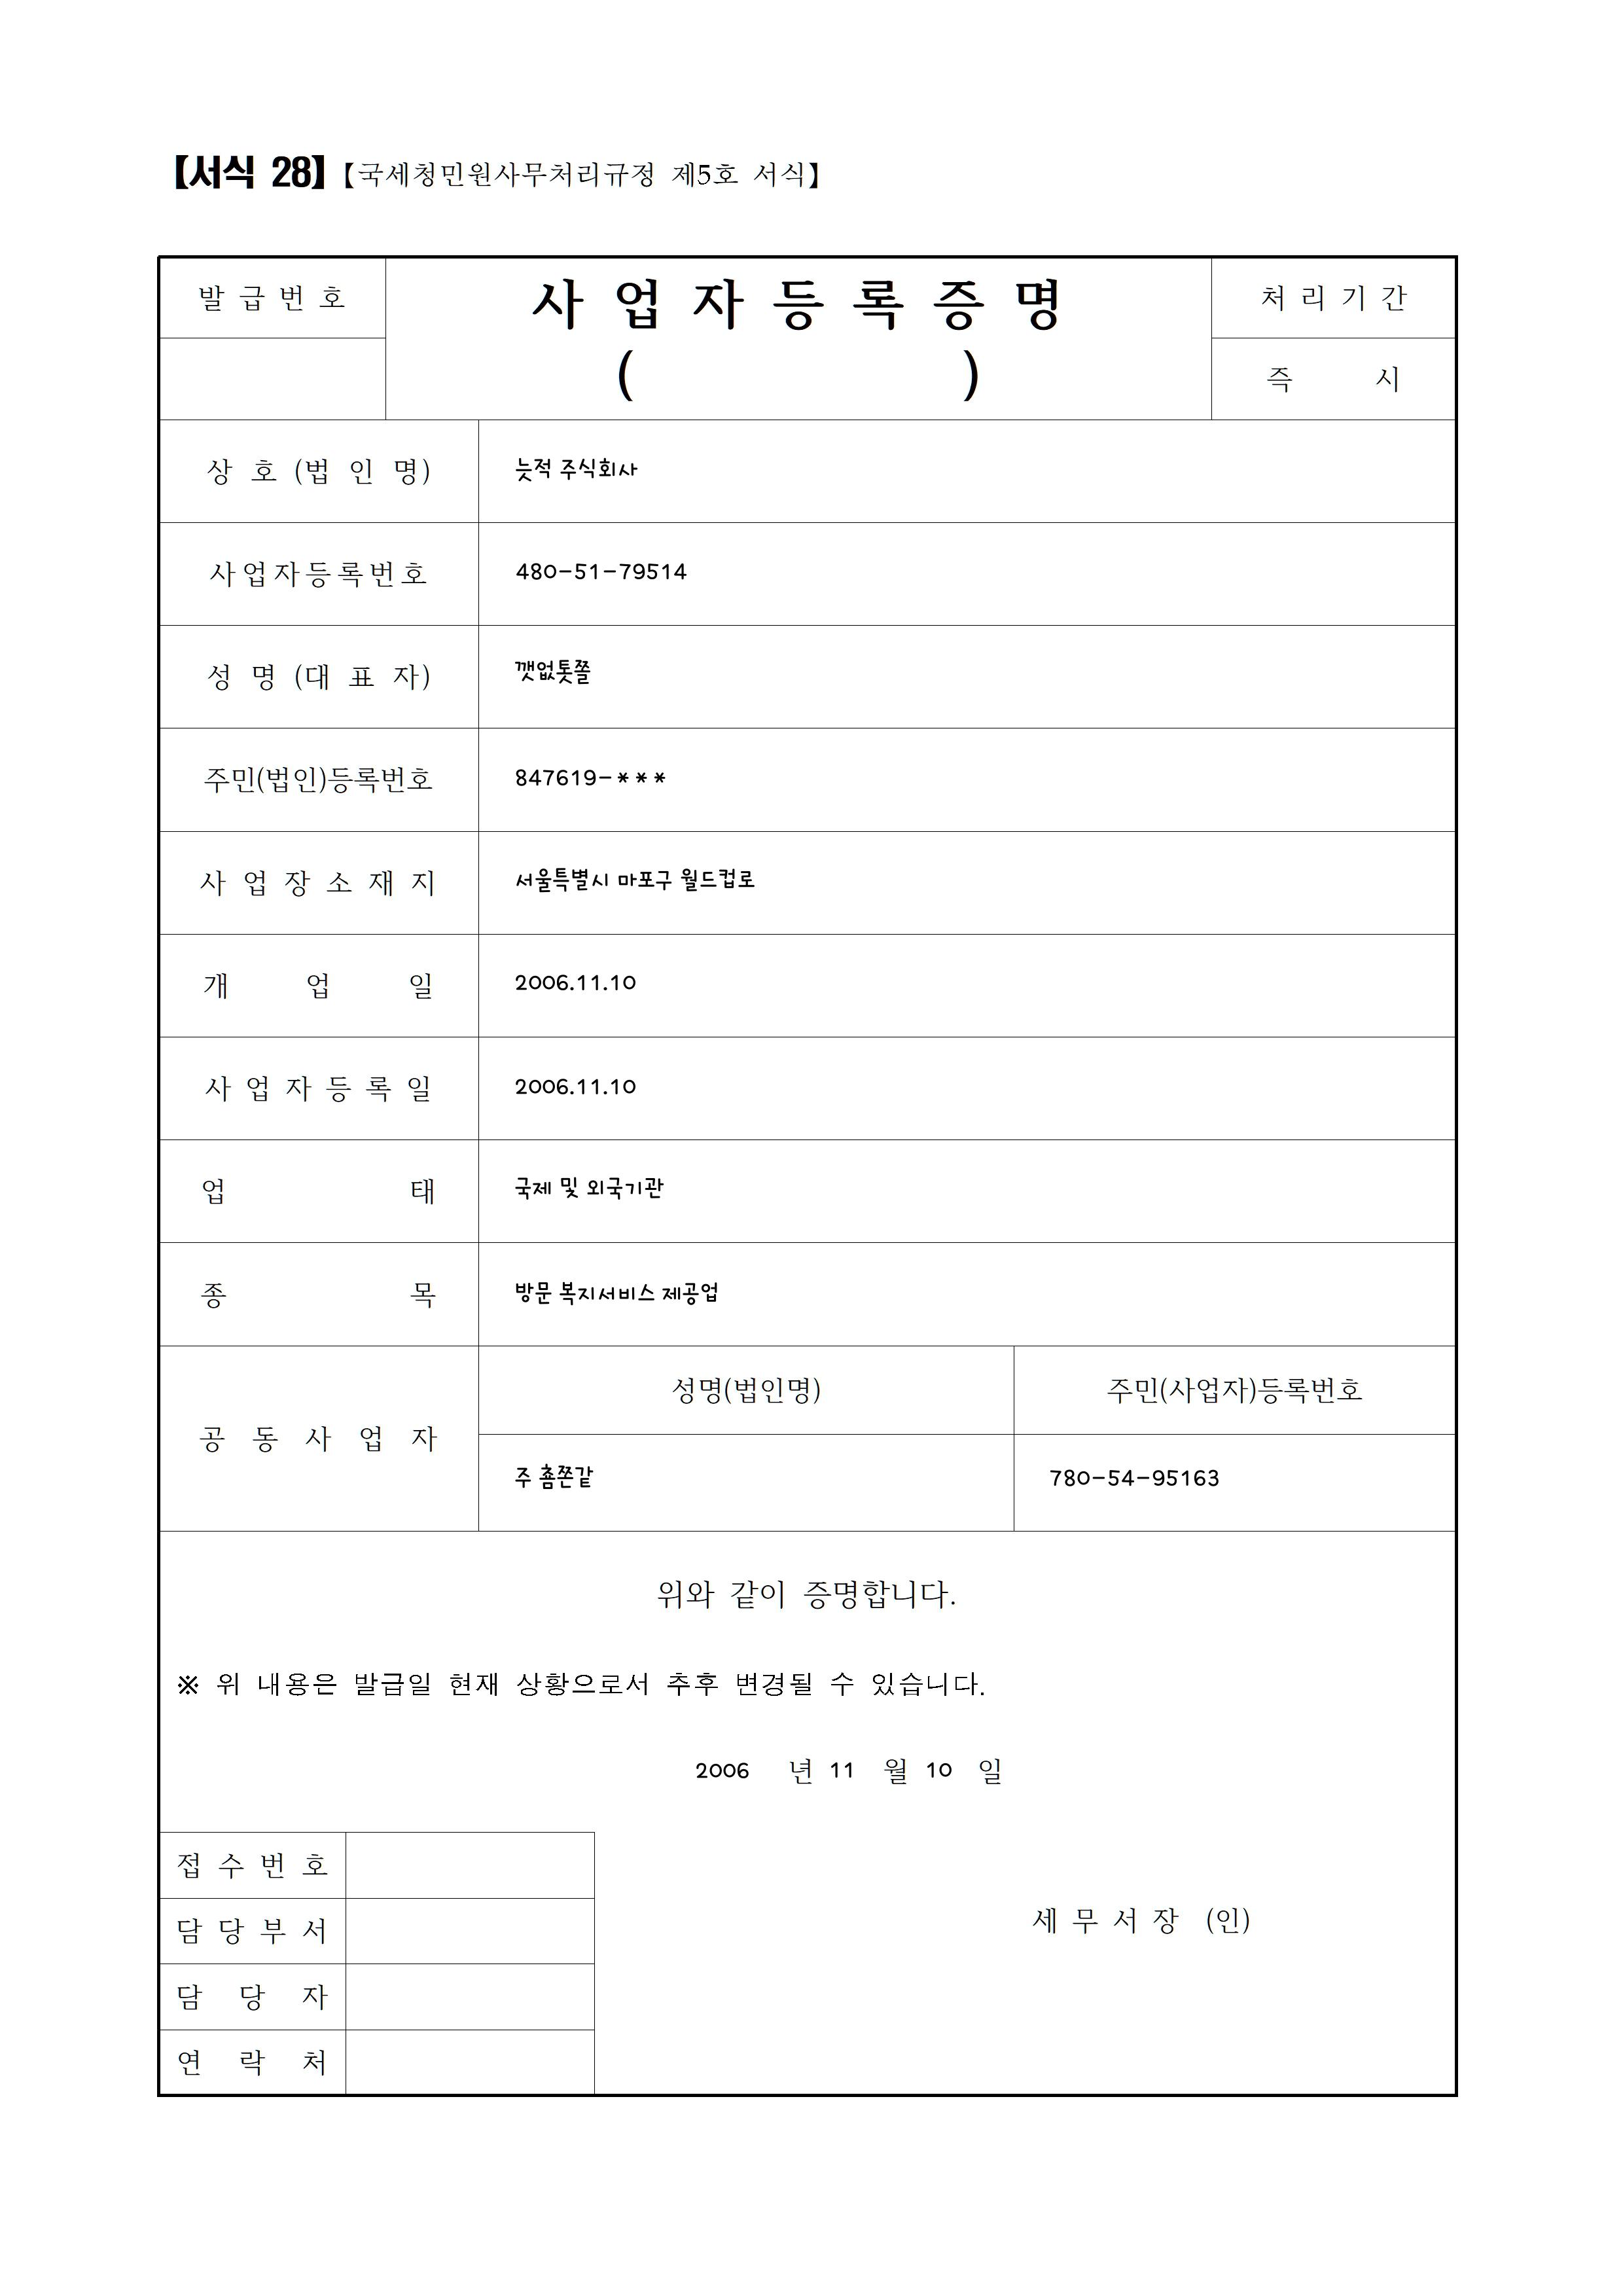 【서식 28】【국세청민원사무처리규정 제5호 서식】
발급번호
사업자등록증명
( )
처리기간
즉 시
상호(법인명) 늣적 주식회사
사업자등록번호 480-51-79514
성명(대표자) 깻없톳쫄
주민(법인)등록번호 847619-***
사업장소재지 서울특별시 마포구 월드컵로
개업일 2006.11.10
사업자등록일 2006.11.10
업태 국제 및 외국기관
종목 방문 복지서비스 제공업
공동사업자
성명(법인명) 주민(사업자)등록번호
주 촘쫀같 780-54-95163
위와 같이 증명합니다.
※ 위 내용은 발급일 현재 상황으로서 추후 변경될 수 있습니다.
2006 년 11 월 10 일
접수번호
담당부서
세무서장 (인)
담당자
연락처